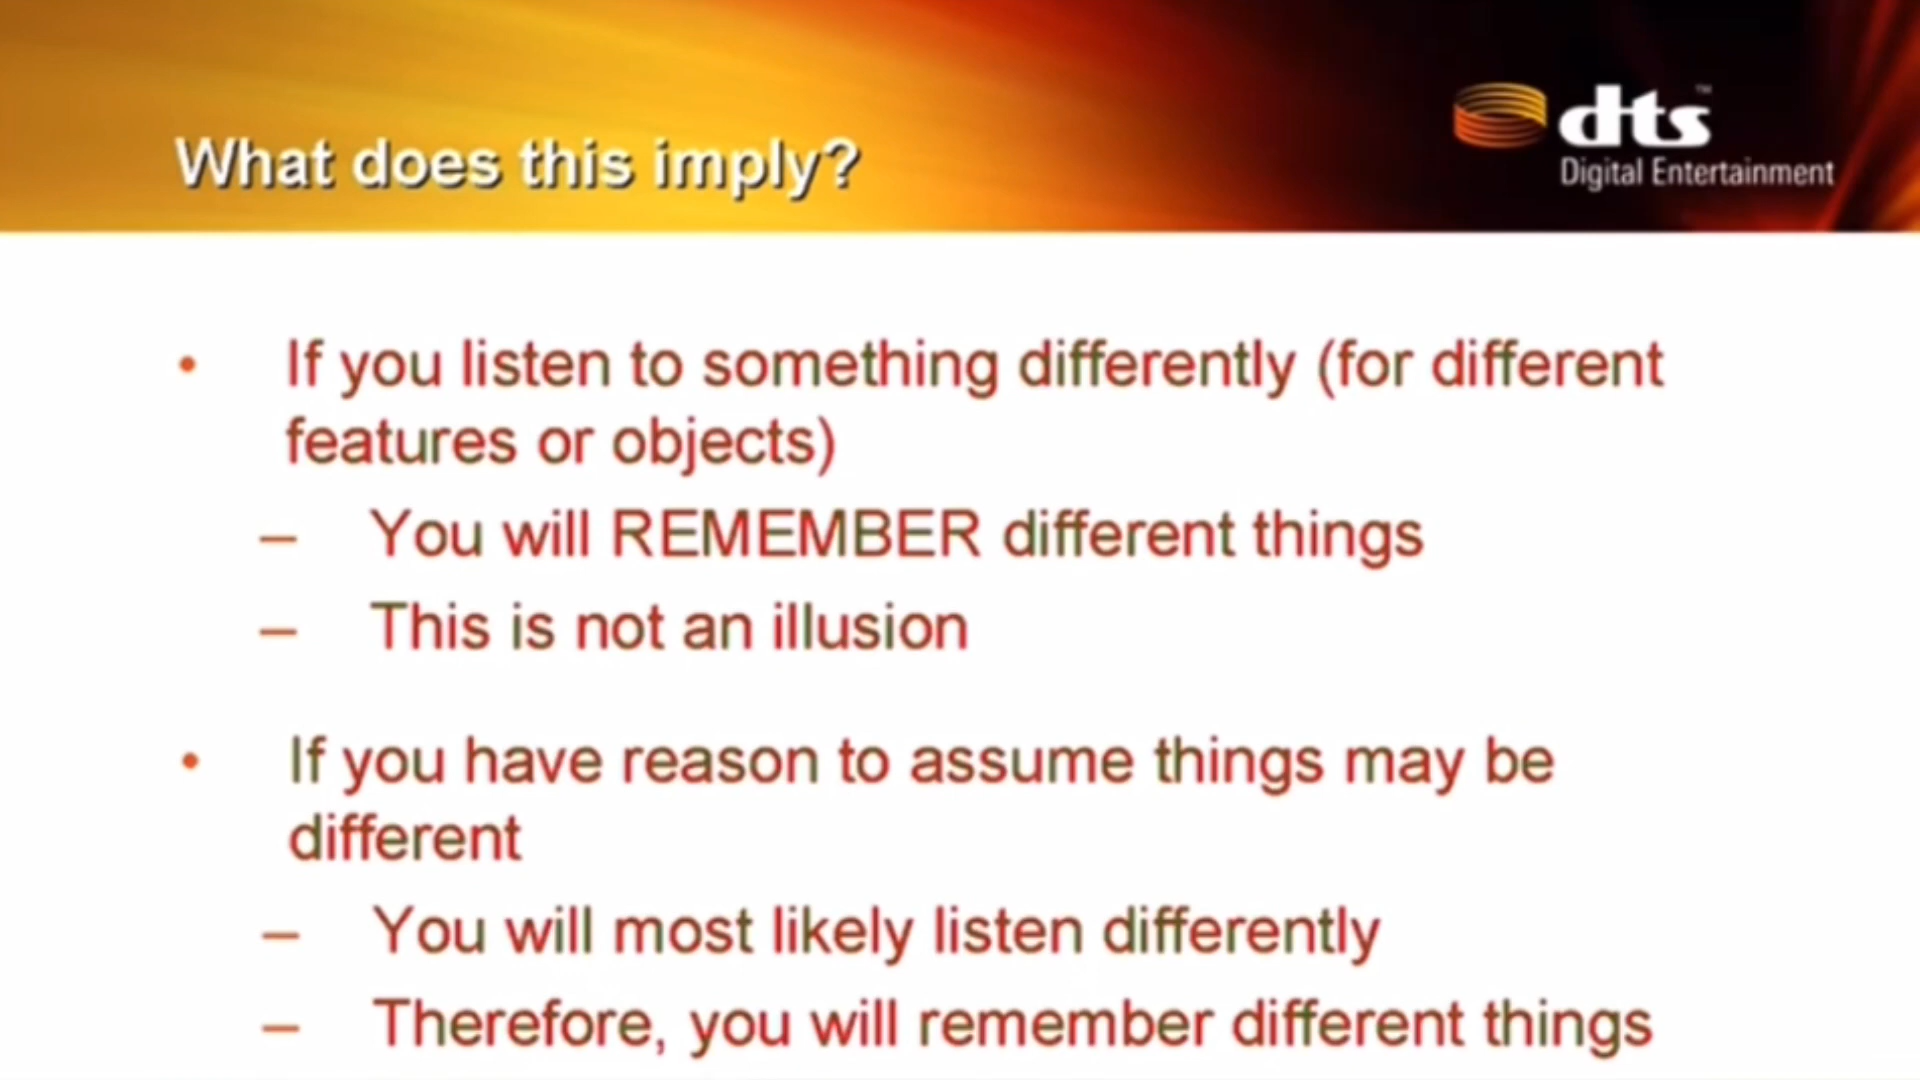 What does this imply?
dts™
Digital Entertainment
• If you listen to something differently (for different
features or objects)
– You will REMEMBER different things
– This is not an illusion
• If you have reason to assume things may be
different
– You will most likely listen differently
– Therefore, you will remember different things